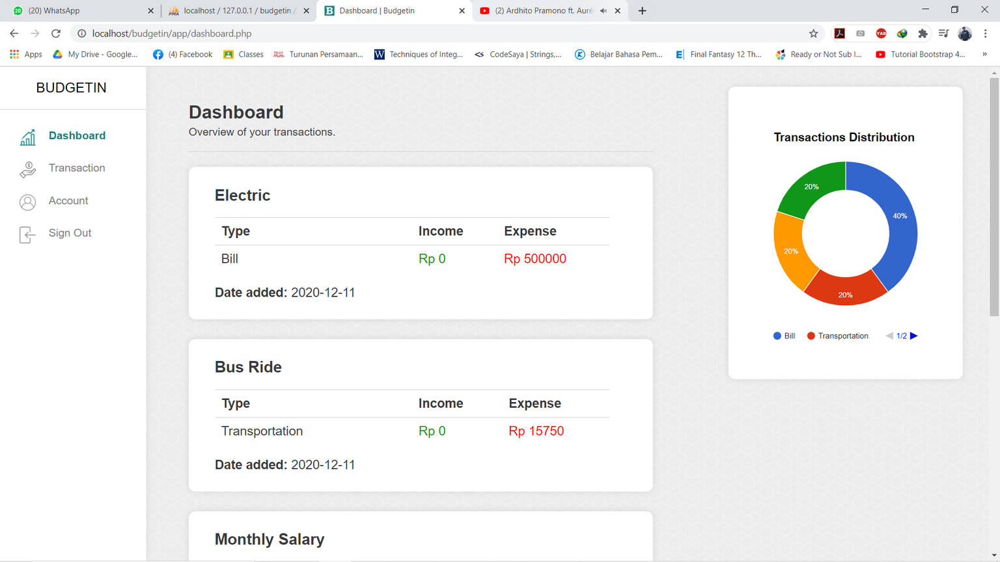 (20) WhatsApp
localhost / 127.0.0.1 / budgetin /
Dashboard | Budgetin
(2) Ardhito Pramono ft. Auré
localhost/budgetin/app/dashboard.php
Apps
My Drive - Google...
(4) Facebook
Classes
Turunan Persamaan...
Techniques of Integ...
CodeSaya | Strings,...
Belajar Bahasa Pem...
Final Fantasy 12 Th...
Ready or Not Sub I...
Tutorial Bootstrap 4...
»
BUDGETIN
Dashboard
Transaction
Account
Sign Out
Dashboard
Overview of your transactions.
Electric
Type Income Expense
Bill Rp 0 Rp 500000
Date added: 2020-12-11
Bus Ride
Type Income Expense
Transportation Rp 0 Rp 15750
Date added: 2020-12-11
Monthly Salary
Transactions Distribution
20%
40%
20%
20%
Bill Transportation 1/2